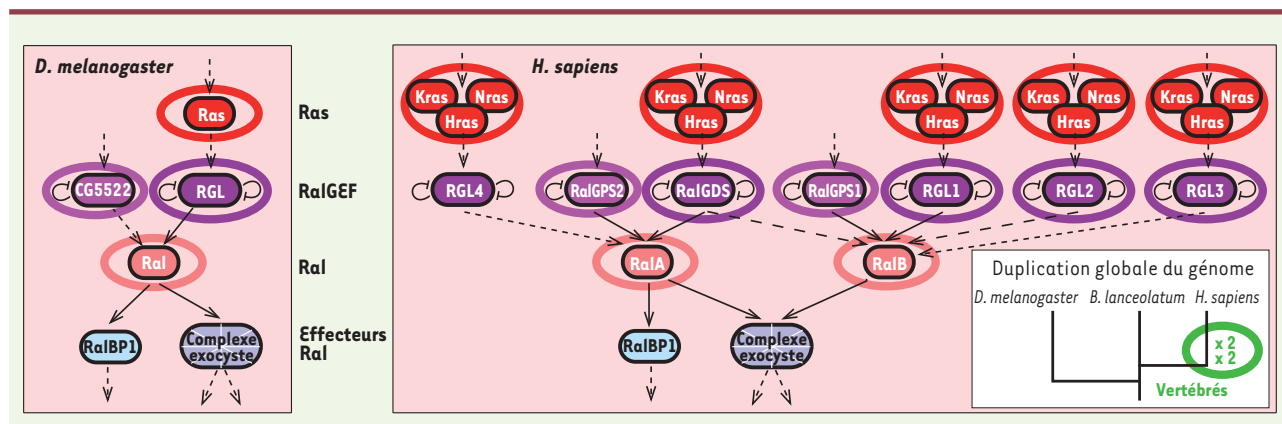 D. melanogaster
Ras
CG5522
RGL
Ral
RalBP1
Complexe
exocyste
Ras
RalGEF
Ral
Effecteurs
Ral
H. sapiens
Kras
Nras
Hras
Kras
Nras
Hras
Kras
Nras
Hras
Kras
Nras
Hras
Kras
Nras
Hras
RGL4
RalGPS2
RalGDS
RalGPS1
RGL1
RGL2
RGL3
RalA
RalB
RalBP1
Complexe
exocyste
Duplication globale du génome
D. melanogaster
B. lanceolatum
H. sapiens
x 2
x 2
Vertébrés